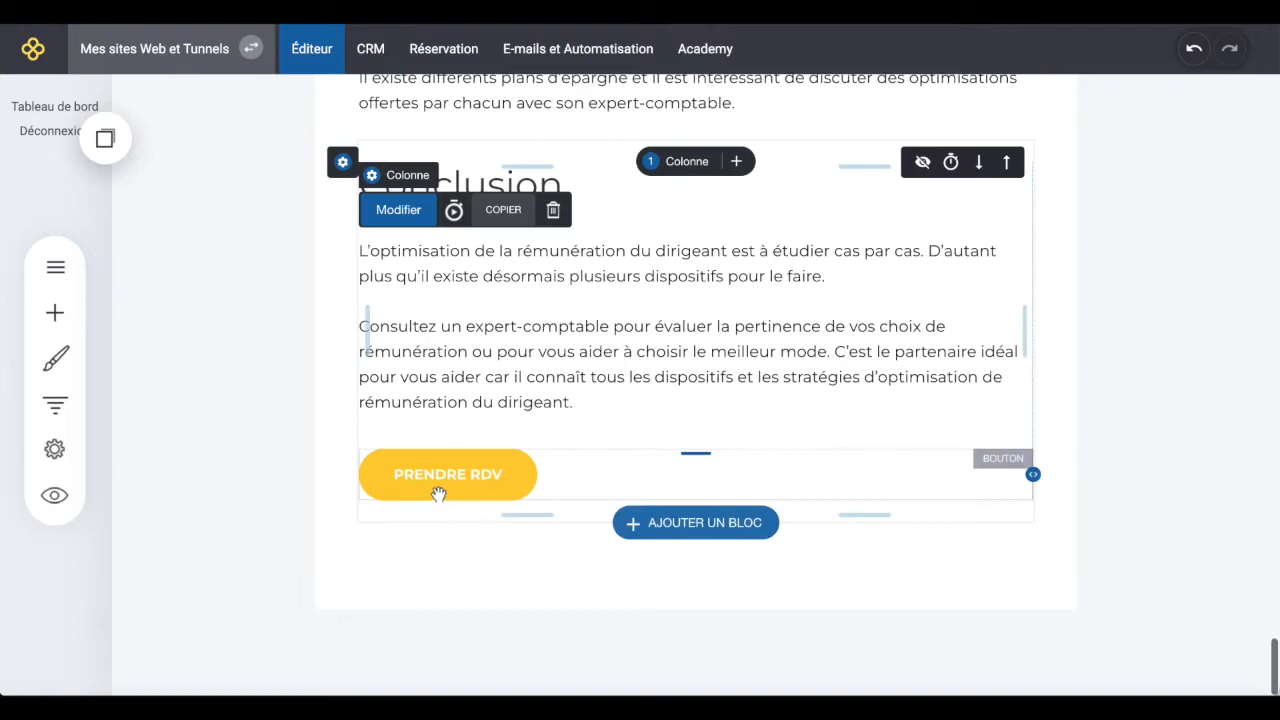 Mes sites Web et Tunnels
Éditeur
CRM
Réservation
E-mails et Automatisation
Academy
Tableau de bord
Il existe différents plans d'épargne et il est intéressant de discuter des optimisations
offertes par chacun avec son expert-comptable.
1 Colonne +
Colonne
Conclusion
Modifier
COPIER
L'optimisation de la rémunération du dirigeant est à étudier cas par cas. D'autant
plus qu'il existe désormais plusieurs dispositifs pour le faire.
Consultez un expert-comptable pour évaluer la pertinence de vos choix de
rémunération ou pour vous aider à choisir le meilleur mode. C'est le partenaire idéal
pour vous aider car il connaît tous les dispositifs et les stratégies d'optimisation de
rémunération du dirigeant.
BOUTON
PRENDRE RDV
+ AJOUTER UN BLOC